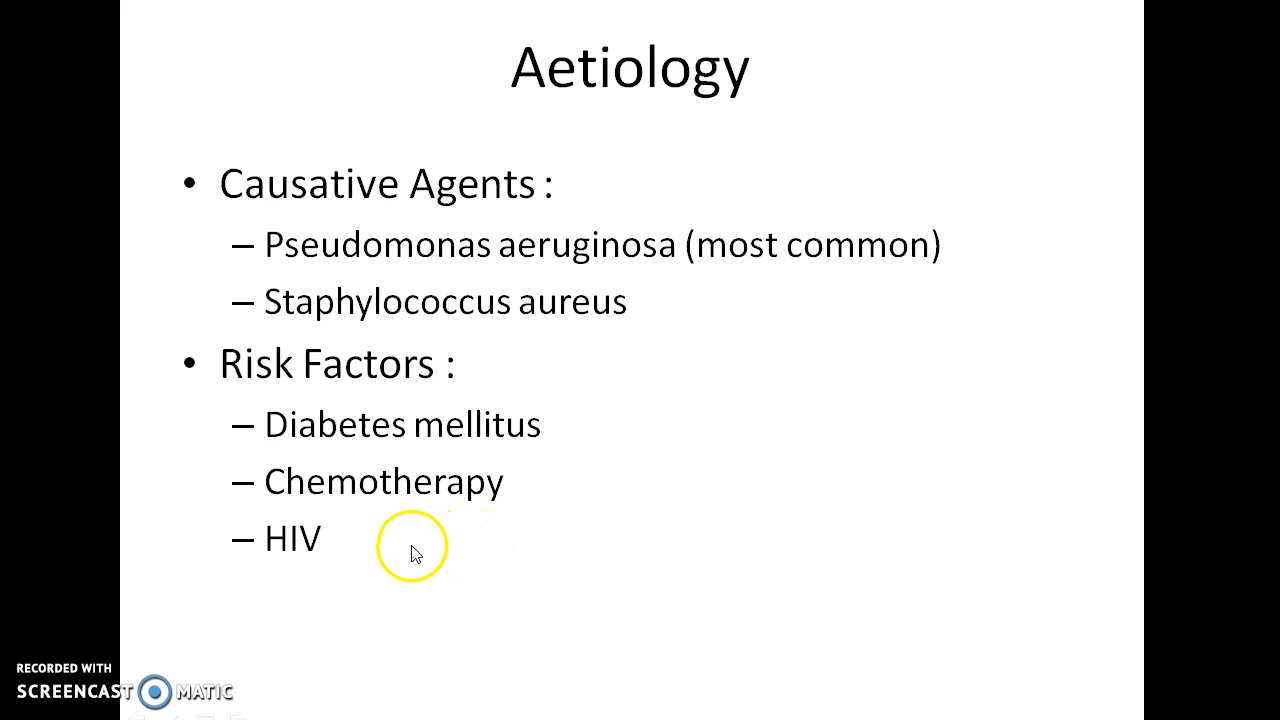 Aetiology
• Causative Agents :
– Pseudomonas aeruginosa (most common)
– Staphylococcus aureus
• Risk Factors :
– Diabetes mellitus
– Chemotherapy
– HIV
RECORDED WITH
SCREENCAST MATIC